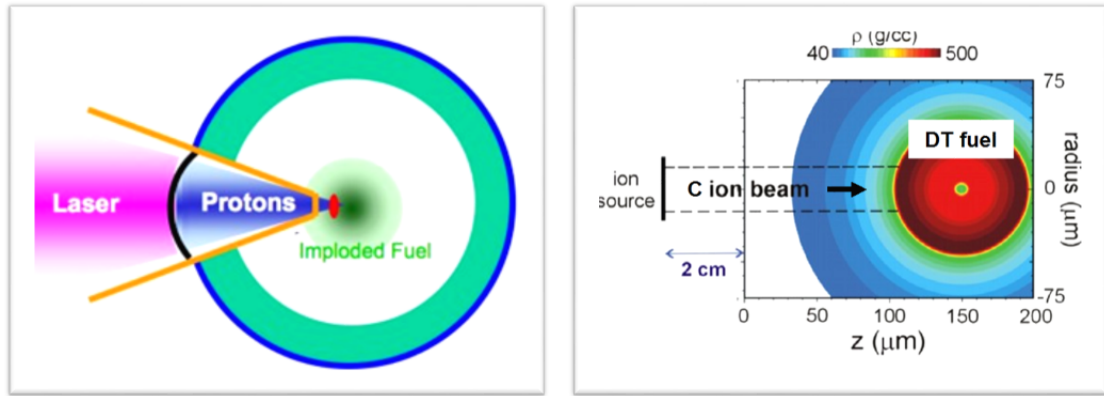 Laser
Protons
Imploded Fuel
ρ (g/cc)
40
500
75
DT fuel
ion
source
C ion beam
0
radius (μm)
2 cm
-75
0
50
100
150
200
z (μm)